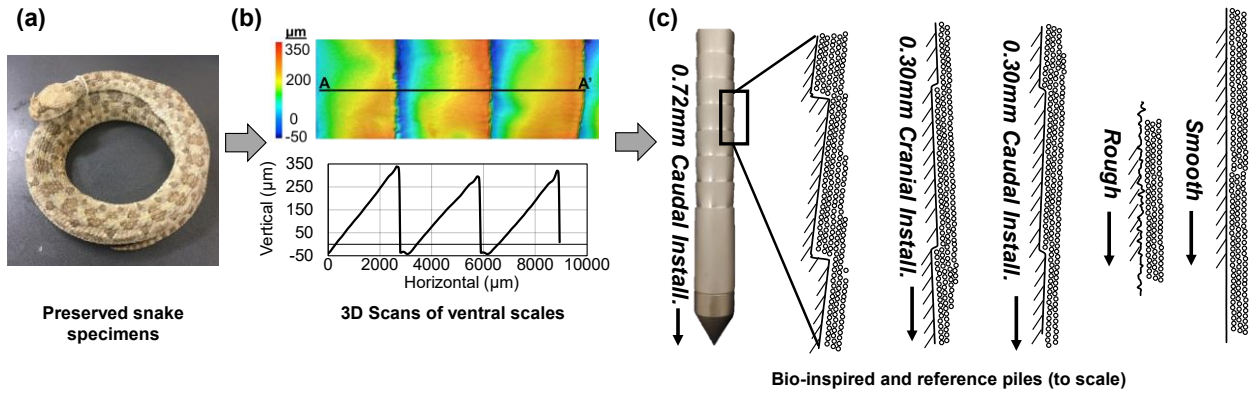 (a)
Preserved snake
specimens
(b)
µm
350
200
0
-50
A
A'
Vertical (µm)
350
250
150
50
-50
0
2000
4000
6000
8000
10000
Horizontal (µm)
3D Scans of ventral scales
(c)
0.72mm Caudal Install.
0.30mm Cranial Install.
0.30mm Caudal Install.
Rough
Smooth
Bio-inspired and reference piles (to scale)